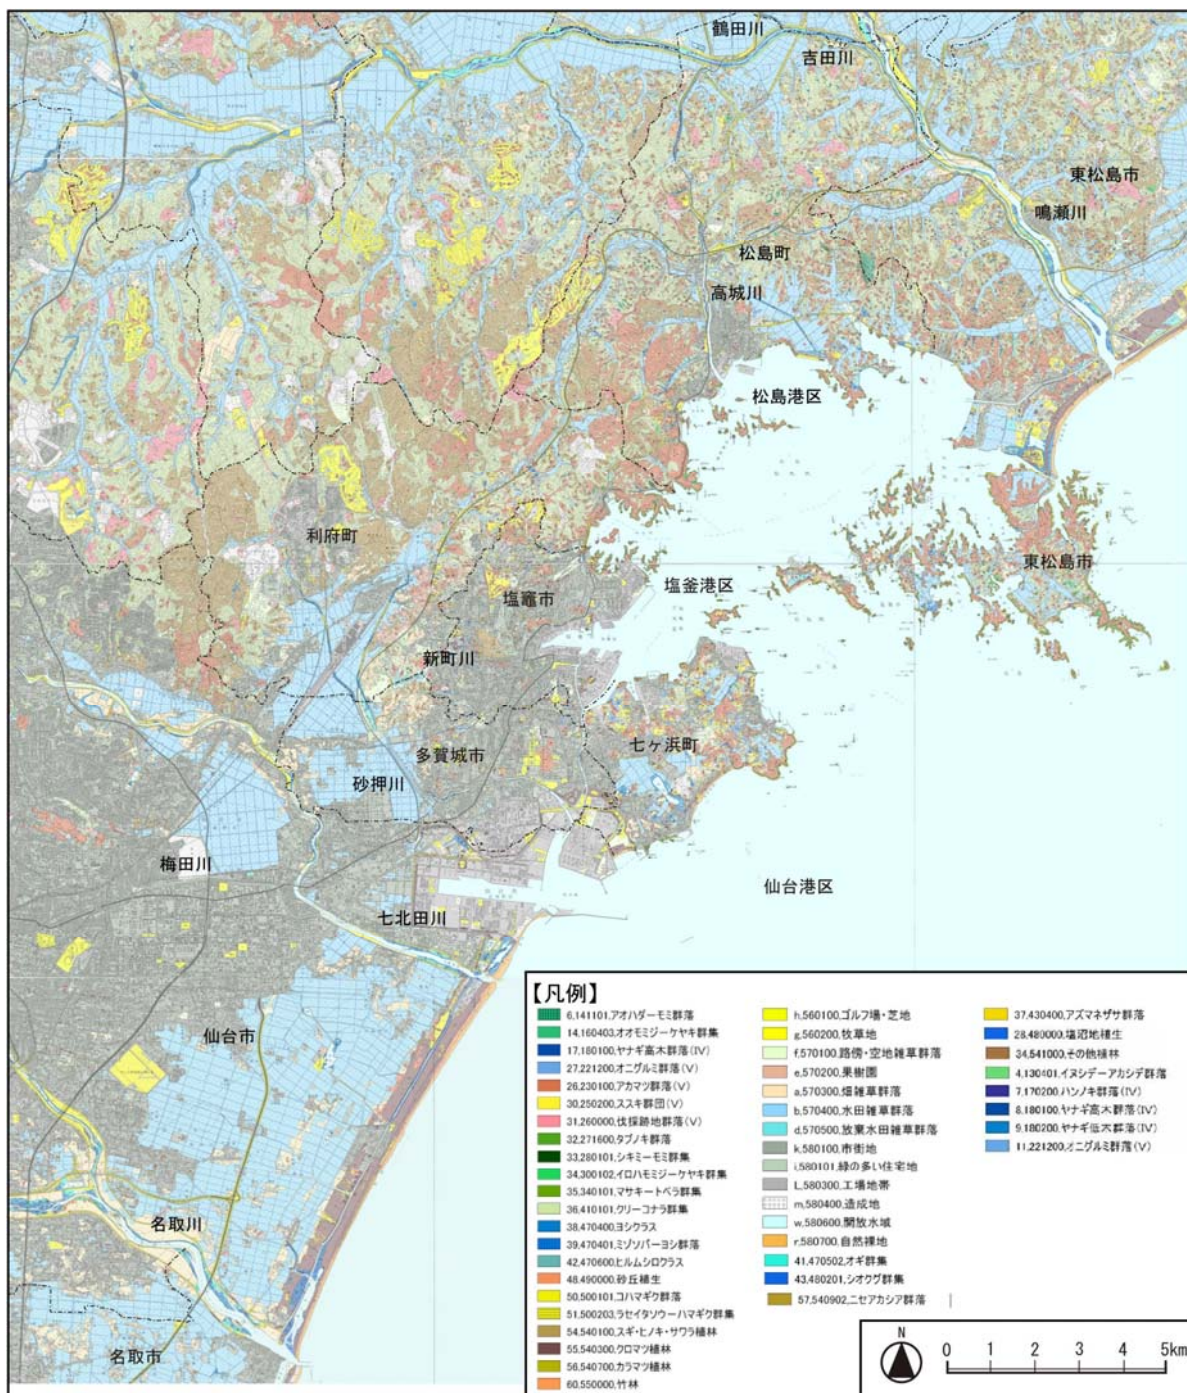 鶴田川
吉田川
東松島市
鳴瀬川
松島町
高城川
松島港区
利府町
塩竈市
塩釜港区
東松島市
新町川
多賀城市
七ヶ浜町
砂押川
梅田川
七北田川
仙台港区
仙台市
名取川
名取市
【凡例】
6,141101,アオハダーモミ群落
14,160403,オオモミジーケヤキ群集
17,180100,ヤナギ高木群落(Ⅳ)
27,221200,オニグルミ群落(Ⅴ)
26,230100,アカマツ群落(Ⅴ)
30,250200,ススキ群団(Ⅴ)
31,260000,伐採跡地群落(Ⅴ)
32,271600,タブノキ群落
33,280101,シキミーモミ群集
34,300102,イロハモミジーケヤキ群集
35,340101,マサキートベラ群集
36,410101,クリーコナラ群集
38,470400,ヨシクラス
39,470401,ミゾソバーヨシ群落
42,470600,ヒルムシロクラス
48,490000,砂丘植生
50,500101,コハマギク群落
51,500203,ラセイタソウーハマギク群集
54,540100,スギ・ヒノキ・サワラ植林
55,540300,クロマツ植林
56,540700,カラマツ植林
60,550000,竹林
h,560100,ゴルフ場・芝地
g,560200,牧草地
f,570100,路傍・空地雑草群落
e,570200,果樹園
a,570300,畑雑草群落
b,570400,水田雑草群落
d,570500,放棄水田雑草群落
k,580100,市街地
i,580101,緑の多い住宅地
L,580300,工場地帯
m,580400,造成地
w,580600,開放水域
r,580700,自然裸地
41,470502,オギ群集
43,480201,シオクグ群集
57,540902,ニセアカシア群落
37,430400,アズマネザサ群落
28,480000,塩沼地植生
34,541000,その他植林
4,130401,イヌシデーアカシデ群落
7,170200,ハンノキ群落(Ⅳ)
8,180100,ヤナギ高木群落(Ⅳ)
9,180200,ヤナギ低木群落(Ⅳ)
11,221200,オニグルミ群落(Ⅴ)
N
0 1 2 3 4 5km